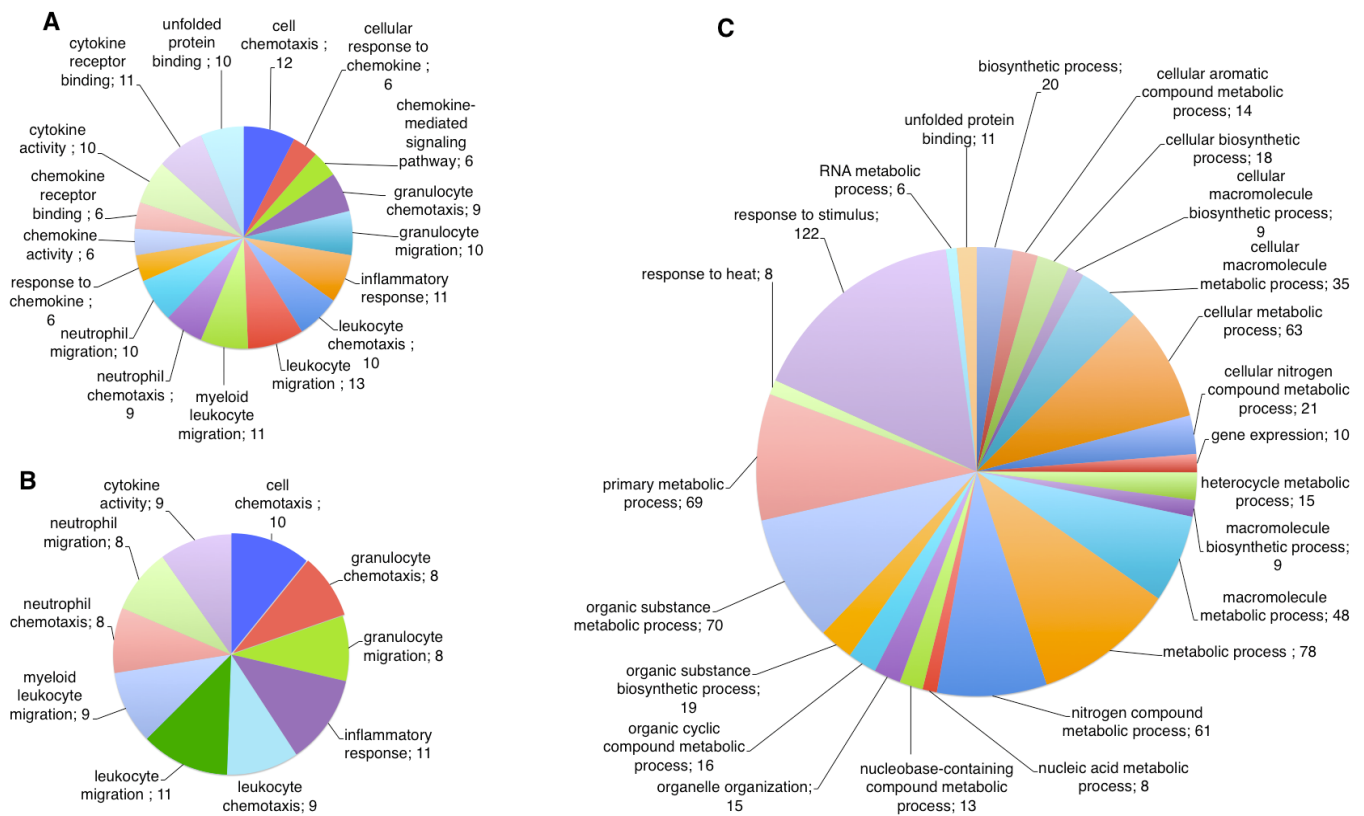 A
unfolded
protein
binding ; 10
cell
chemotaxis ;
12
cellular
response to
chemokine ;
6
chemokine-
mediated
signaling
pathway; 6
granulocyte
chemotaxis; 9
granulocyte
migration; 10
inflammatory
response; 11
leukocyte
chemotaxis ;
10
leukocyte
migration ; 13
myeloid
leukocyte
migration; 11
neutrophil
chemotaxis ;
9
neutrophil
migration; 10
response to
chemokine ;
6
chemokine
activity ; 6
chemokine
receptor
binding ; 6
cytokine
activity ; 10
cytokine
receptor
binding; 11
B
cytokine
activity; 9
cell
chemotaxis ;
10
granulocyte
chemotaxis; 8
granulocyte
migration; 8
inflammatory
response; 11
leukocyte
chemotaxis; 9
leukocyte
migration ; 11
myeloid
leukocyte
migration; 9
neutrophil
chemotaxis; 8
neutrophil
migration; 8
C
biosynthetic process;
20
cellular aromatic
compound metabolic
process; 14
cellular biosynthetic
process; 18
cellular
macromolecule
biosynthetic process;
9
cellular
macromolecule
metabolic process; 35
cellular metabolic
process; 63
cellular nitrogen
compound metabolic
process; 21
gene expression; 10
heterocycle metabolic
process; 15
macromolecule
biosynthetic process;
9
macromolecule
metabolic process; 48
metabolic process ; 78
nitrogen compound
metabolic process; 61
nucleic acid metabolic
process; 8
nucleobase-containing
compound metabolic
process; 13
organelle organization;
15
organic cyclic
compound metabolic
process; 16
organic substance
biosynthetic process;
19
organic substance
metabolic process; 70
primary metabolic
process; 69
response to heat; 8
response to stimulus;
122
RNA metabolic
process; 6
unfolded protein
binding; 11